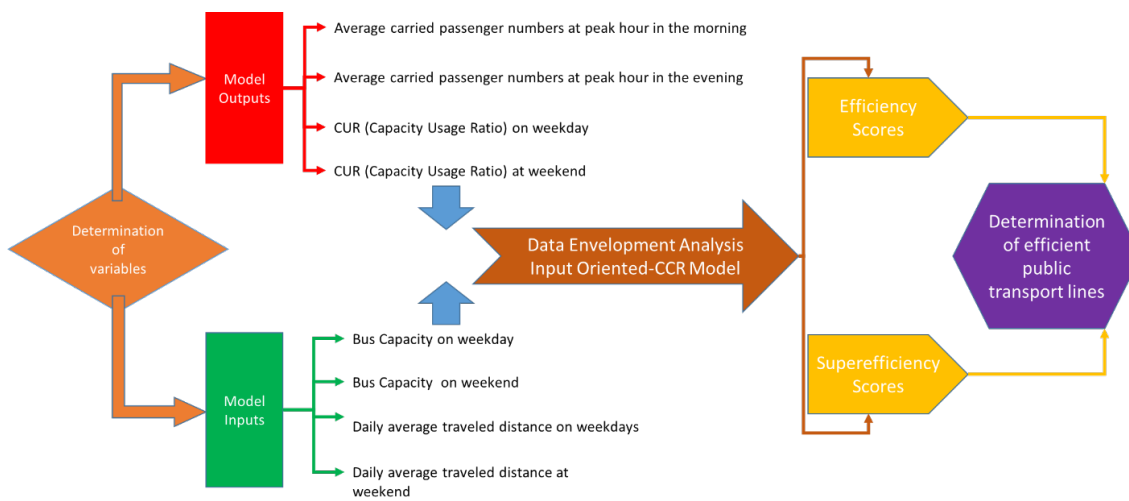 Determination
of
variables
Model
Outputs
Average carried passenger numbers at peak hour in the morning
Average carried passenger numbers at peak hour in the evening
CUR (Capacity Usage Ratio) on weekday
CUR (Capacity Usage Ratio) at weekend
Model
Inputs
Bus Capacity on weekday
Bus Capacity on weekend
Daily average traveled distance on weekdays
Daily average traveled distance at
weekend
Data Envelopment Analysis
Input Oriented-CCR Model
Efficiency
Scores
Superefficiency
Scores
Determination
of efficient
public
transport lines